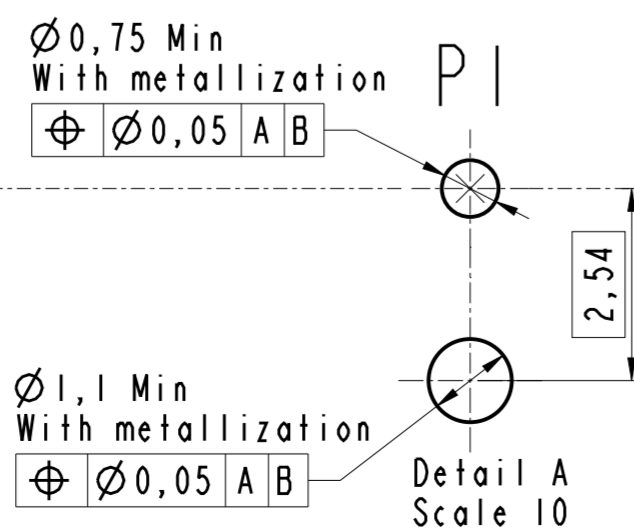 Ø0,75 Min
With metallization
⌖ Ø0,05 A B
P1
2,54
Ø1,1 Min
With metallization
⌖ Ø0,05 A B
Detail A
Scale 10